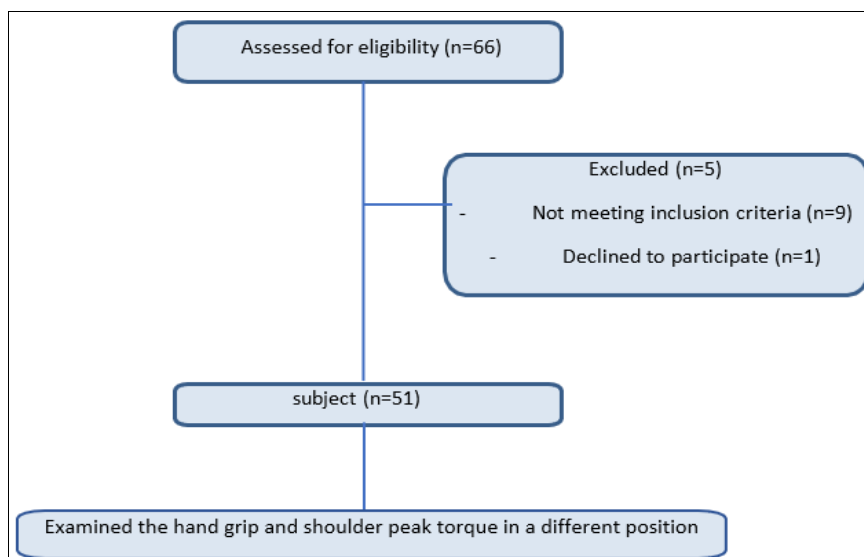 Assessed for eligibility (n=66)
Excluded (n=5)
- Not meeting inclusion criteria (n=9)
- Declined to participate (n=1)
subject (n=51)
Examined the hand grip and shoulder peak torque in a different position